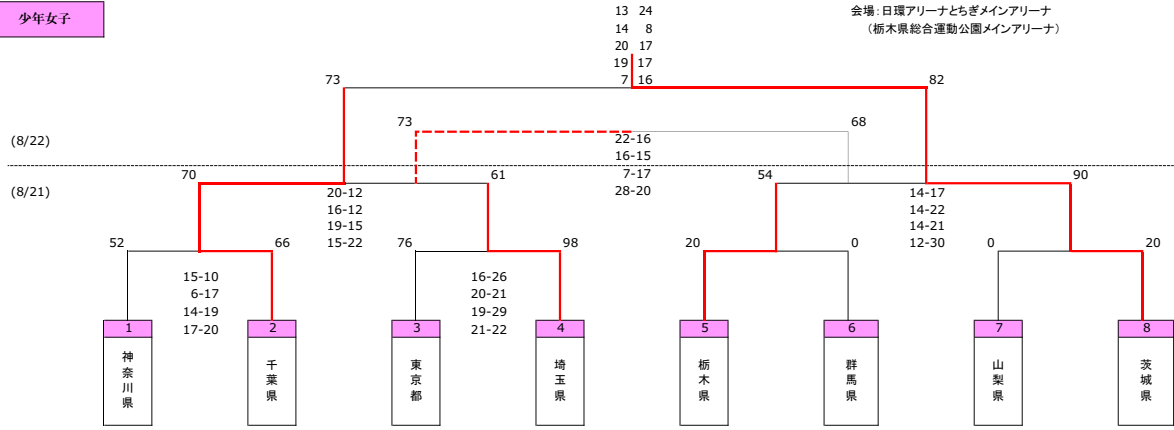 少年女子
会場：日環アリーナとちぎメインアリーナ
（栃木県総合運動公園メインアリーナ）
13 24
14 8
20 17
19 17
7 16
73 82
73 68
(8/22)
22-16
16-15
7-17
28-20
(8/21)
70 61 54 90
20-12
16-12
19-15
15-22
14-17
14-22
14-21
12-30
52 66 76 98 20 0 0 20
15-10
6-17
14-19
17-20
16-26
20-21
19-29
21-22
1 2 3 4 5 6 7 8
神奈川県
千葉県
東京都
埼玉県
栃木県
群馬県
山梨県
茨城県